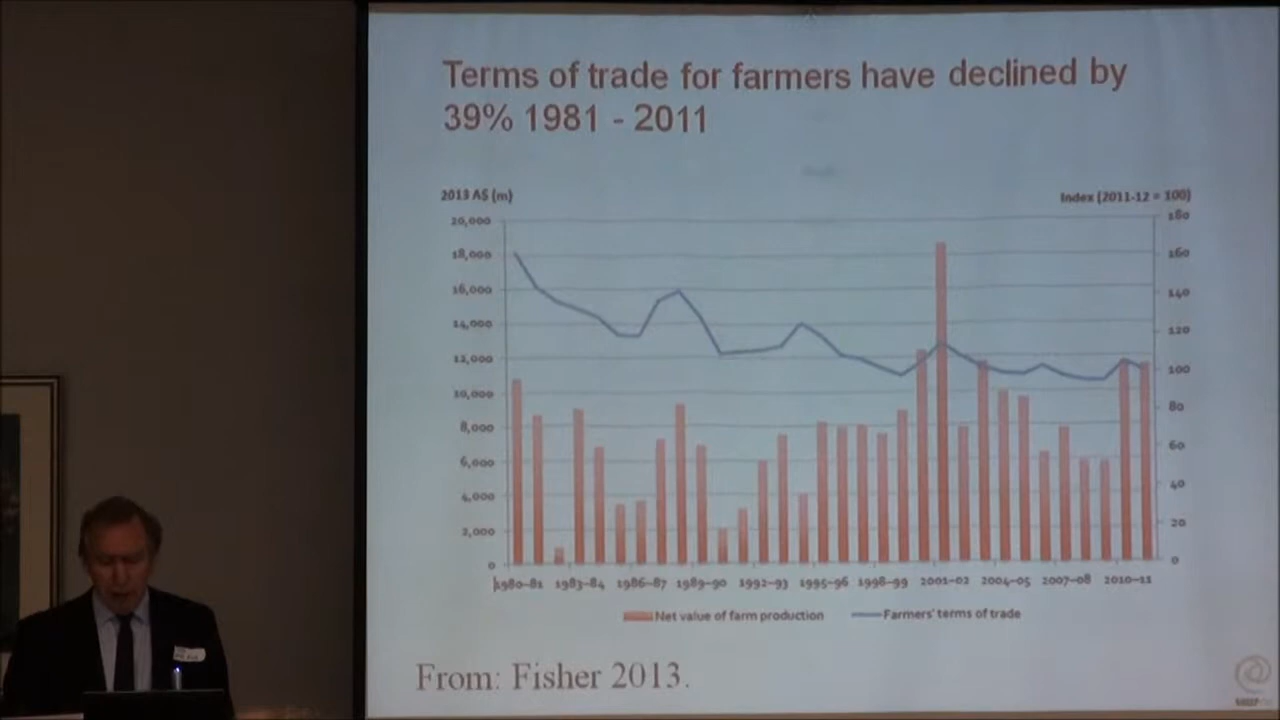 Terms of trade for farmers have declined by
39% 1981 - 2011
2013 A$ (m)
Index (2011-12 = 100)
20,000
18,000
16,000
14,000
12,000
10,000
8,000
6,000
4,000
2,000
0
180
160
140
120
100
80
60
40
20
0
1980–81 1983–84 1986–87 1989–90 1992–93 1995–96 1998–99 2001–02 2004–05 2007–08 2010–11
Net value of farm production
Farmers' terms of trade
From: Fisher 2013.